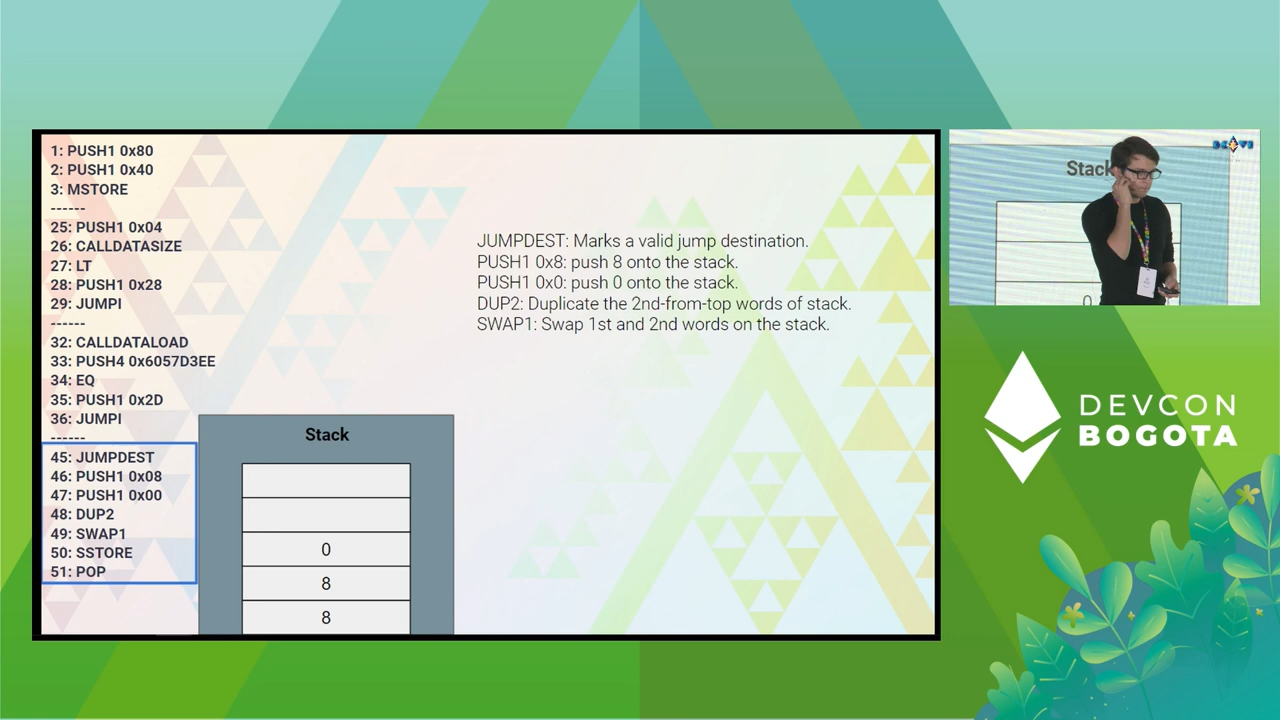 1: PUSH1 0x80
2: PUSH1 0x40
3: MSTORE
------
25: PUSH1 0x04
26: CALLDATASIZE
27: LT
28: PUSH1 0x28
29: JUMPI
------
32: CALLDATALOAD
33: PUSH4 0x6057D3EE
34: EQ
35: PUSH1 0x2D
36: JUMPI
------
45: JUMPDEST
46: PUSH1 0x08
47: PUSH1 0x00
48: DUP2
49: SWAP1
50: SSTORE
51: POP
JUMPDEST: Marks a valid jump destination.
PUSH1 0x8: push 8 onto the stack.
PUSH1 0x0: push 0 onto the stack.
DUP2: Duplicate the 2nd-from-top words of stack.
SWAP1: Swap 1st and 2nd words on the stack.
Stack
0
8
8
Stack
0
DEVCON
BOGOTA